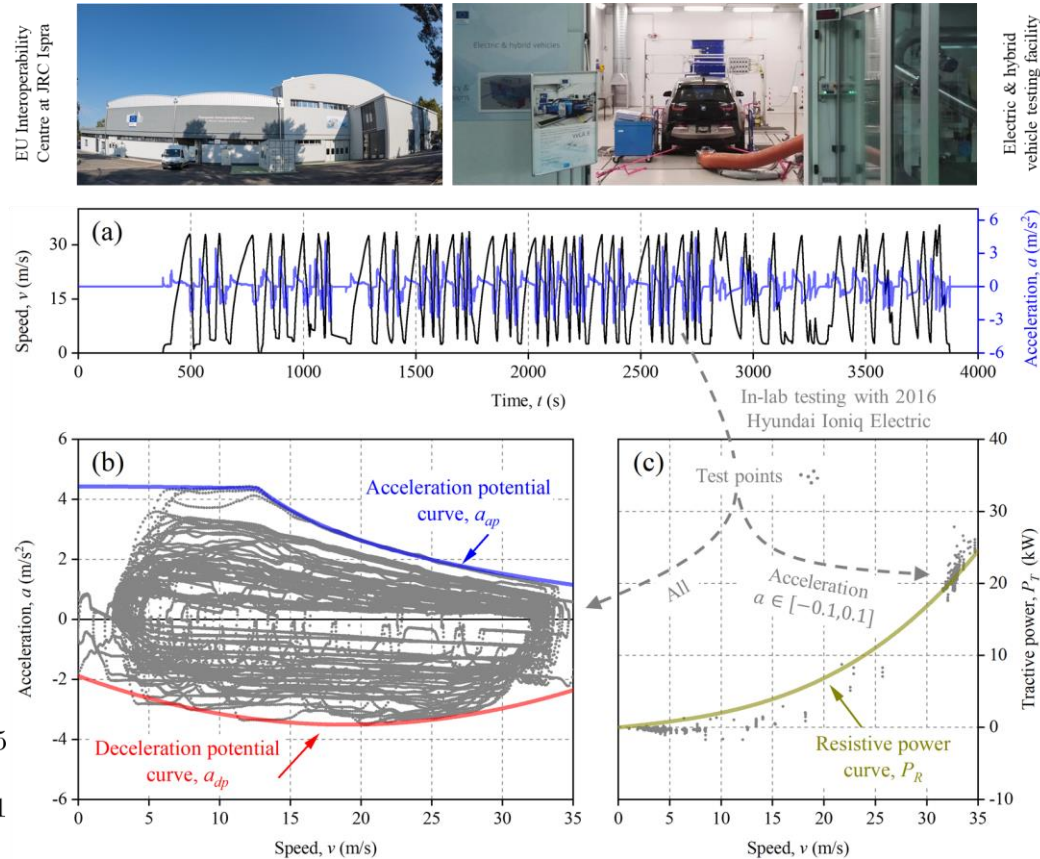 EU Interoperability
Centre at JRC Ispra
Electric & hybrid vehicles
Electric & hybrid
vehicle testing facility
(a)
Speed, v (m/s)
30
15
0
Acceleration, a (m/s²)
6
3
0
-3
-6
0 500 1000 1500 2000 2500 3000 3500 4000
Time, t (s)
In-lab testing with 2016
Hyundai Ioniq Electric
(b)
Acceleration, a (m/s²)
6
4
2
0
-2
-4
-6
Acceleration potential
curve, a_ap
Deceleration potential
curve, a_dp
0 5 10 15 20 25 30 35
Speed, v (m/s)
(c)
Test points
All
Acceleration
a ∈ [−0.1,0.1]
Resistive power
curve, P_R
Tractive power, P_T (kW)
40
30
20
10
0
-10
0 5 10 15 20 25 30 35
Speed, v (m/s)
1